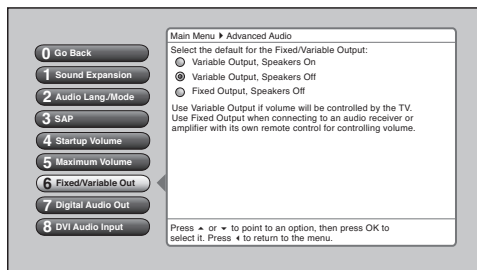 Main Menu ▶ Advanced Audio
0 Go Back
1 Sound Expansion
2 Audio Lang./Mode
3 SAP
4 Startup Volume
5 Maximum Volume
6 Fixed/Variable Out
7 Digital Audio Out
8 DVI Audio Input
Select the default for the Fixed/Variable Output:
Variable Output, Speakers On
Variable Output, Speakers Off
Fixed Output, Speakers Off
Use Variable Output if volume will be controlled by the TV.
Use Fixed Output when connecting to an audio receiver or
amplifier with its own remote control for controlling volume.
Press ▲ or ▼ to point to an option, then press OK to
select it. Press ◀ to return to the menu.